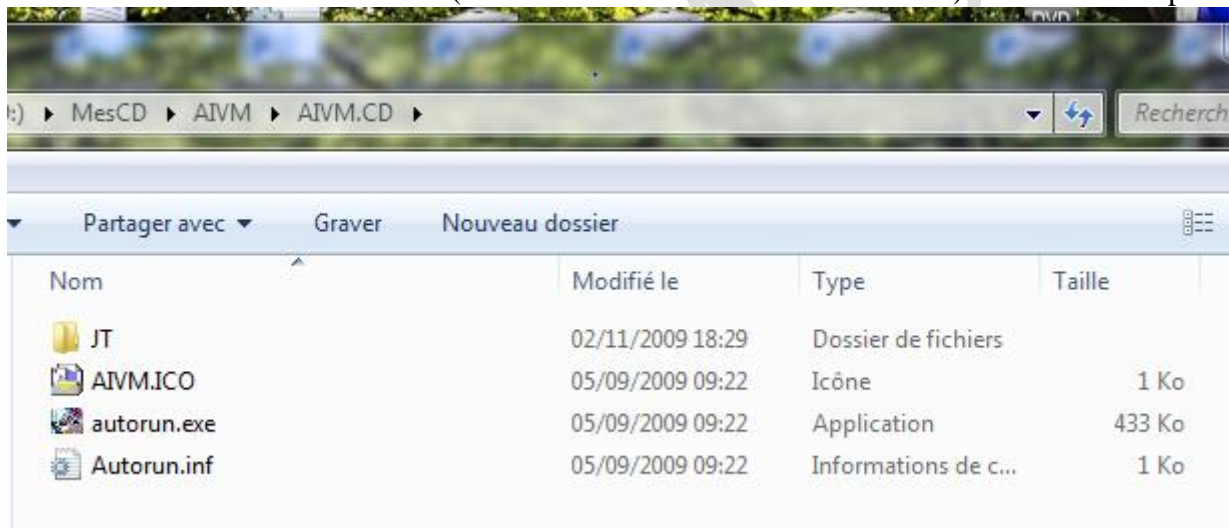 DVD
:) ▸ MesCD ▸ AIVM ▸ AIVM.CD ▸ Recherch
Partager avec ▾ Graver Nouveau dossier
Nom Modifié le Type Taille
JT 02/11/2009 18:29 Dossier de fichiers
AIVM.ICO 05/09/2009 09:22 Icône 1 Ko
autorun.exe 05/09/2009 09:22 Application 433 Ko
Autorun.inf 05/09/2009 09:22 Informations de c... 1 Ko